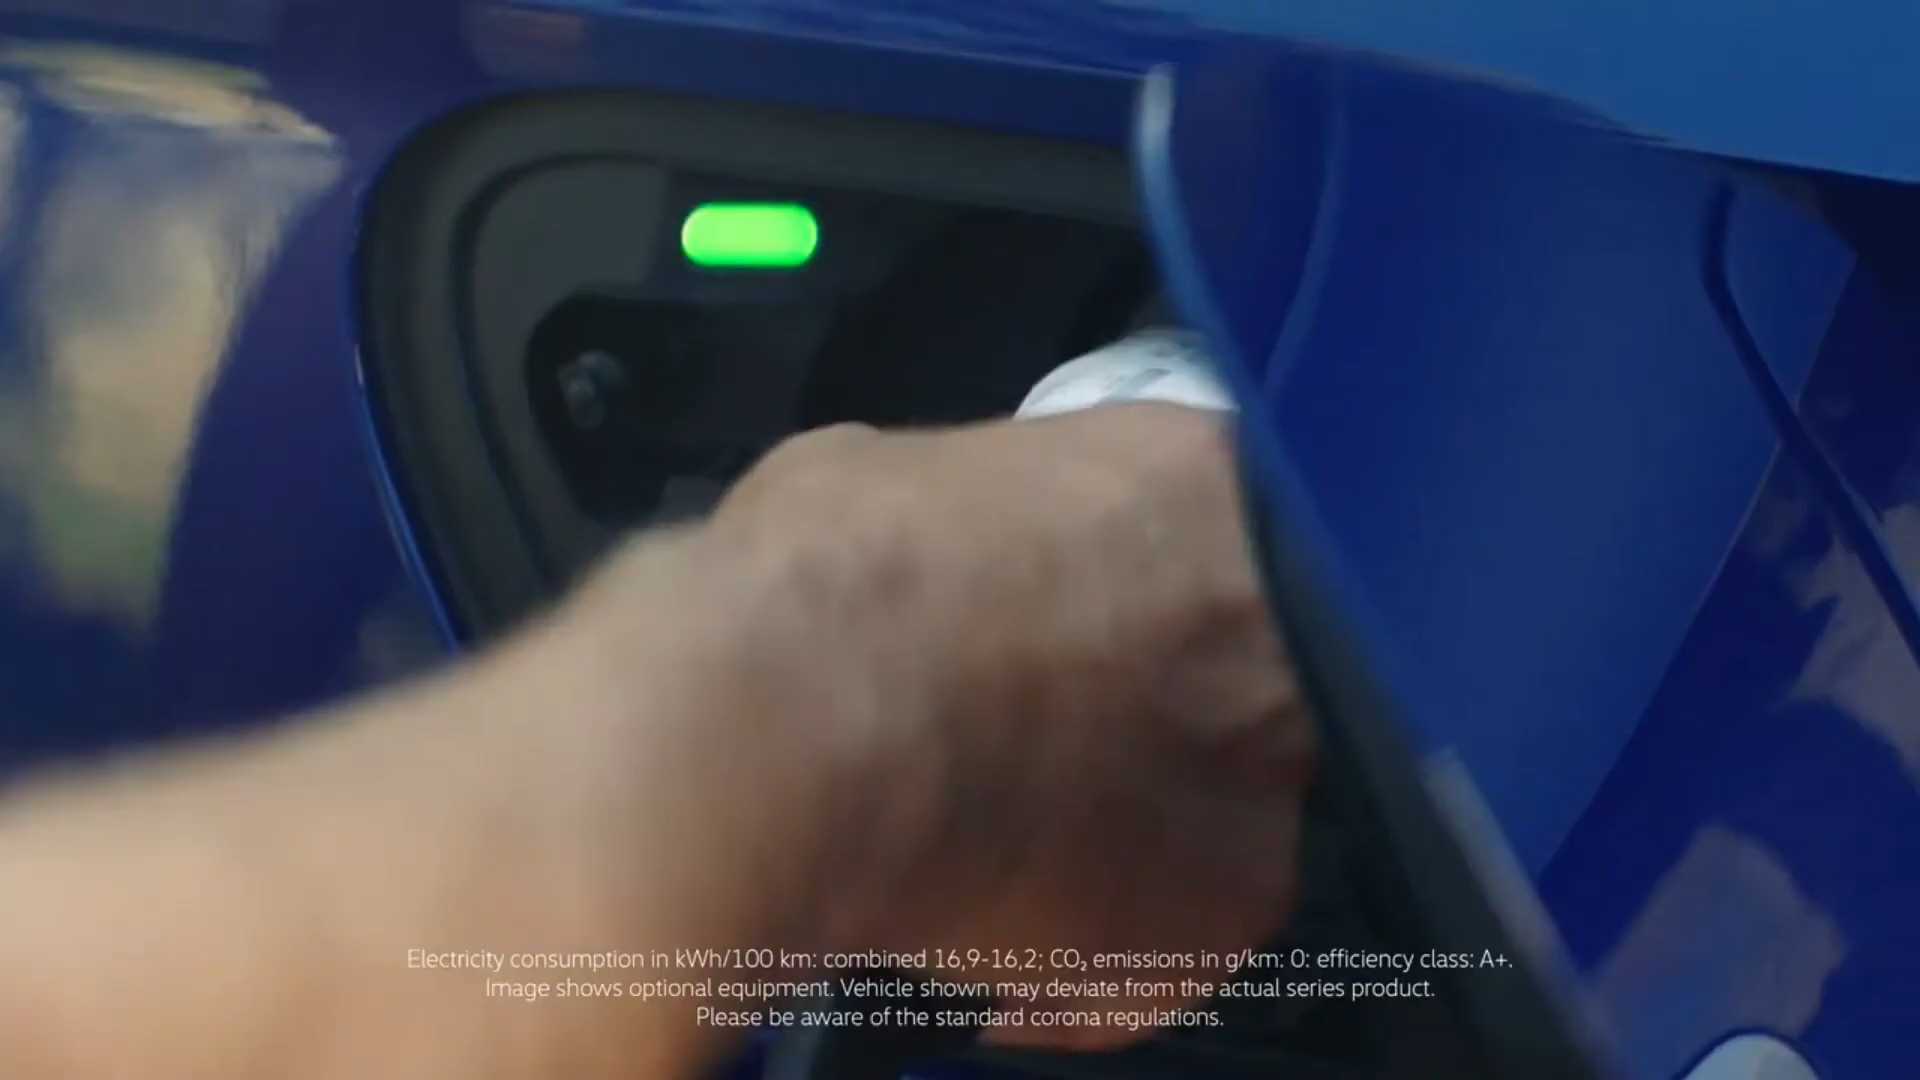 Electricity consumption in kWh/100 km: combined 16,9-16,2; CO₂ emissions in g/km: 0: efficiency class: A+.
Image shows optional equipment. Vehicle shown may deviate from the actual series product.
Please be aware of the standard corona regulations.